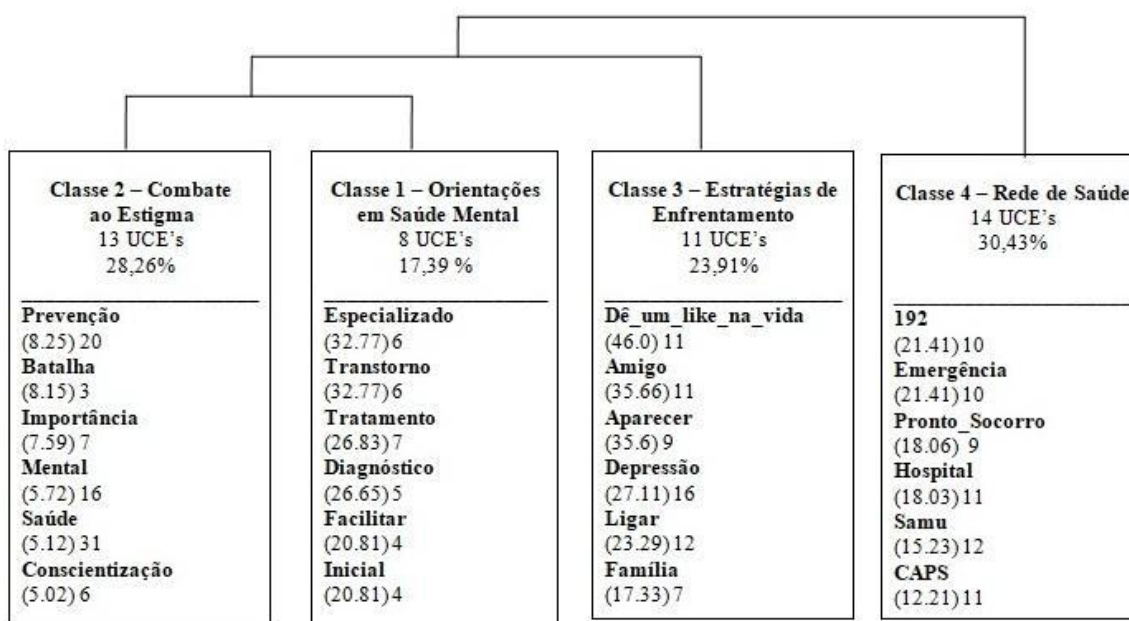 Classe 2 – Combate
ao Estigma
13 UCE’s
28,26%
Prevenção
(8.25) 20
Batalha
(8.15) 3
Importância
(7.59) 7
Mental
(5.72) 16
Saúde
(5.12) 31
Conscientização
(5.02) 6
Classe 1 – Orientações
em Saúde Mental
8 UCE’s
17,39 %
Especializado
(32.77) 6
Transtorno
(32.77) 6
Tratamento
(26.83) 7
Diagnóstico
(26.65) 5
Facilitar
(20.81) 4
Inicial
(20.81) 4
Classe 3 – Estratégias de
Enfrentamento
11 UCE’s
23,91%
Dê_um_like_na_vida
(46.0) 11
Amigo
(35.66) 11
Aparecer
(35.6) 9
Depressão
(27.11) 16
Ligar
(23.29) 12
Família
(17.33) 7
Classe 4 – Rede de Saúde
14 UCE’s
30,43%
192
(21.41) 10
Emergência
(21.41) 10
Pronto_Socorro
(18.06) 9
Hospital
(18.03) 11
Samu
(15.23) 12
CAPS
(12.21) 11